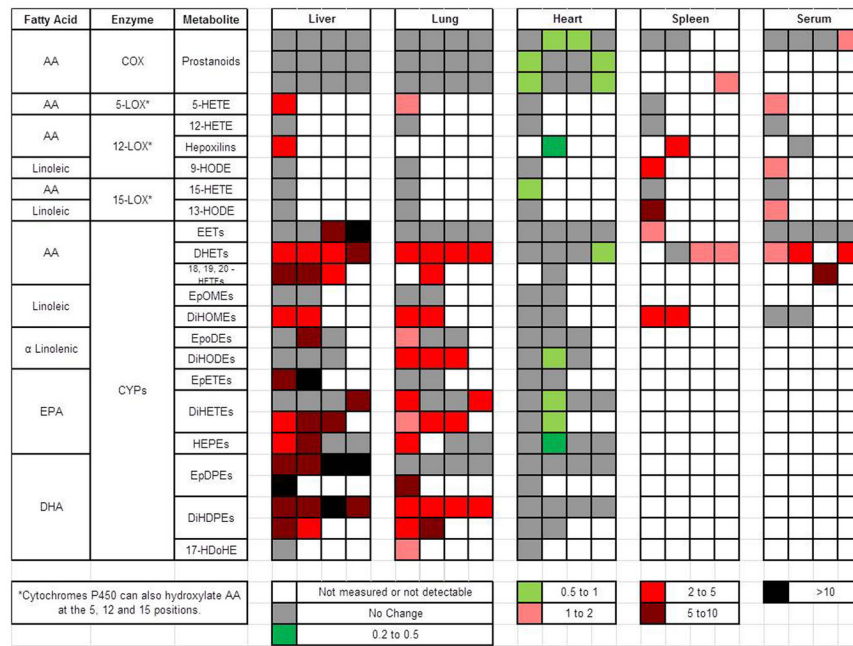 Fatty Acid Enzyme Metabolite Liver Lung Heart Spleen Serum
AA COX Prostanoids
AA 5-LOX* 5-HETE
AA 12-LOX* 12-HETE
Hepoxilins
Linoleic 9-HODE
AA 15-LOX* 15-HETE
Linoleic 13-HODE
AA CYPs EETs
DHETs
18, 19, 20 -
HETEs
Linoleic EpOMEs
DiHOMEs
α Linolenic EpoDEs
DiHODEs
EPA EpETEs
DiHETEs
HEPEs
DHA EpDPEs
DiHDPEs
17-HDoHE
*Cytochromes P450 can also hydroxylate AA
at the 5, 12 and 15 positions.
Not measured or not detectable 0.5 to 1 2 to 5 >10
No Change 1 to 2 5 to10
0.2 to 0.5